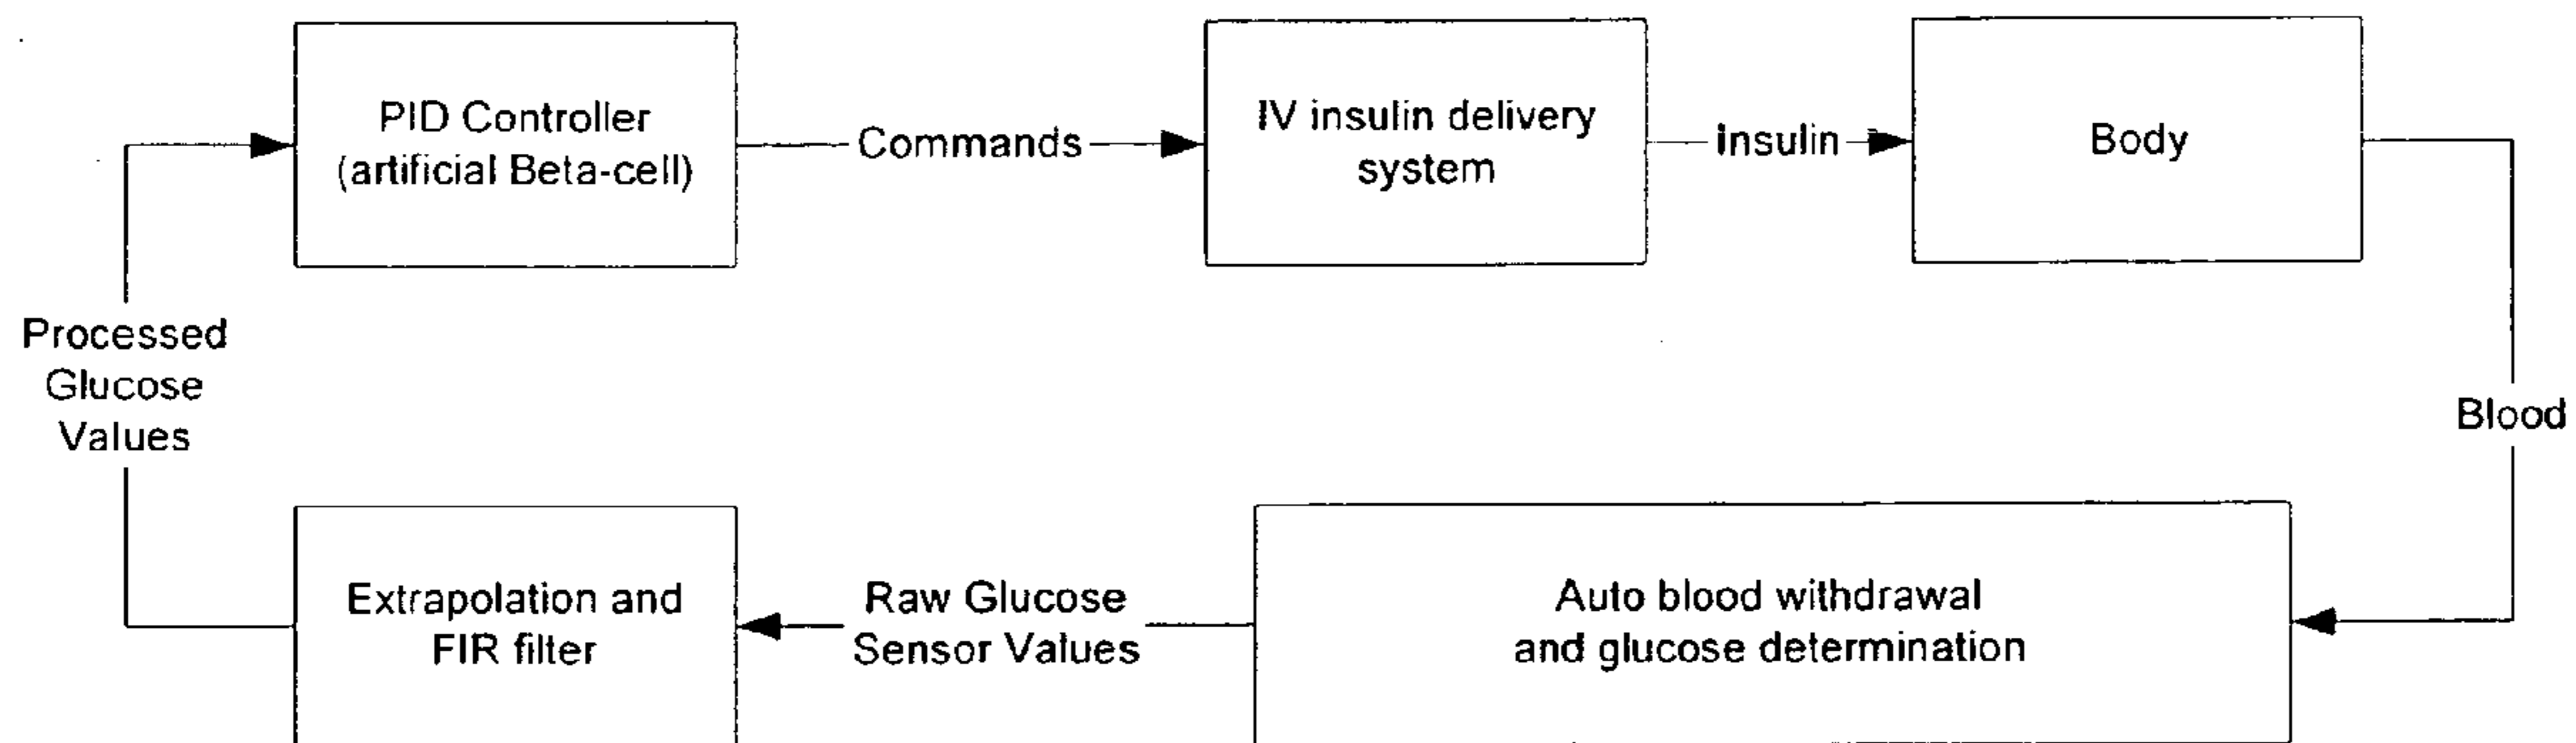 PID Controller
(artificial Beta-cell)
Commands
IV insulin delivery
system
Insulin
Body
Processed
Glucose
Values
Blood
Extrapolation and
FIR filter
Raw Glucose
Sensor Values
Auto blood withdrawal
and glucose determination